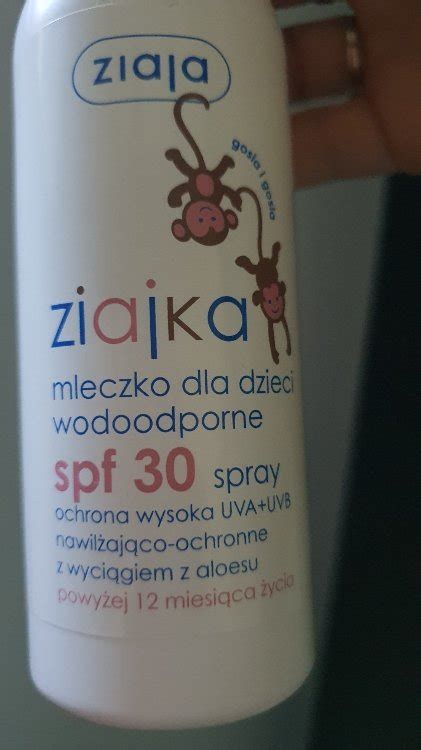 ziaja
gosia i gosia
ziajka
mleczko dla dzieci
wodoodporne
spf 30 spray
ochrona wysoka UVA+UVB
nawilżająco-ochronne
z wyciągiem z aloesu
powyżej 12 miesiąca życia